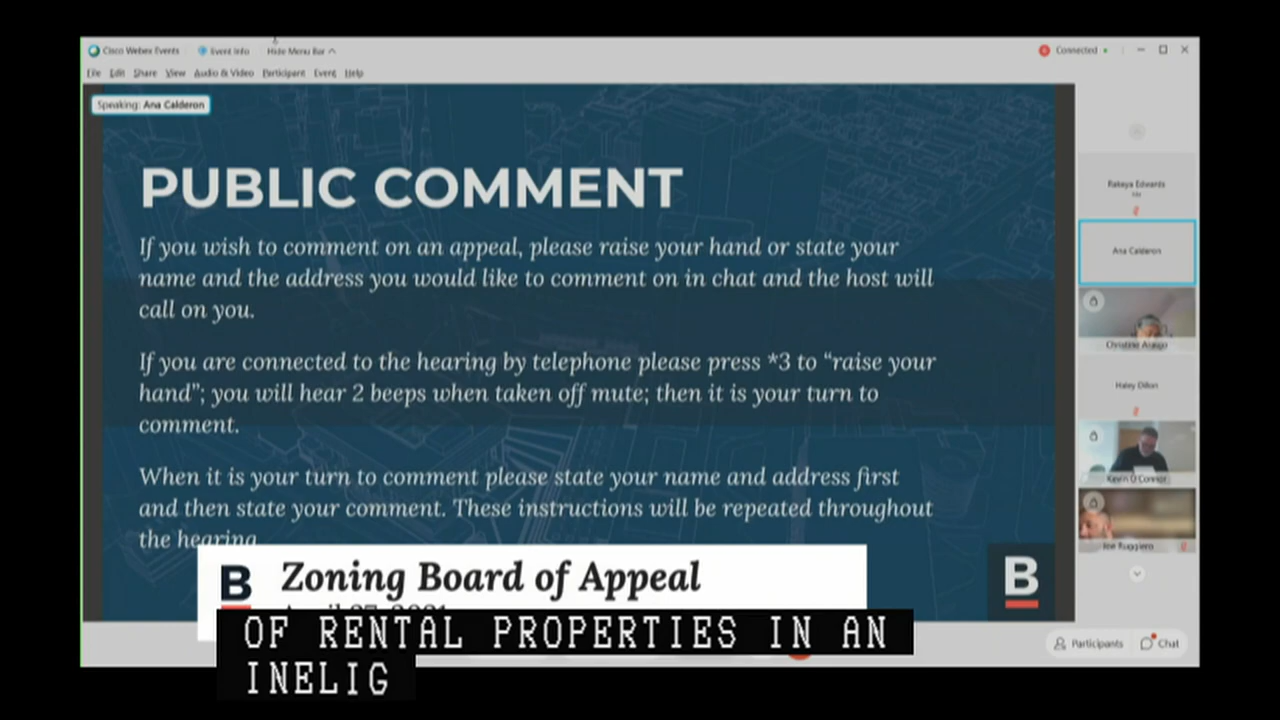 Cisco Webex Events Event Info Hide Menu Bar Connected
File Edit Share View Audio & Video Participant Event Help
Speaking: Ana Calderon
PUBLIC COMMENT
If you wish to comment on an appeal, please raise your hand or state your
name and the address you would like to comment on in chat and the host will
call on you.
If you are connected to the hearing by telephone please press *3 to “raise your
hand”; you will hear 2 beeps when taken off mute; then it is your turn to
comment.
When it is your turn to comment please state your name and address first
and then state your comment. These instructions will be repeated throughout
the hearing
Rakeya Edwards
Me
Ana Calderon
Christine Araujo
Haley Dillon
Kevin O'Connor
Joe Ruggiero
B
B Zoning Board of Appeal
OF RENTAL PROPERTIES IN AN
INELIG
Participants Chat